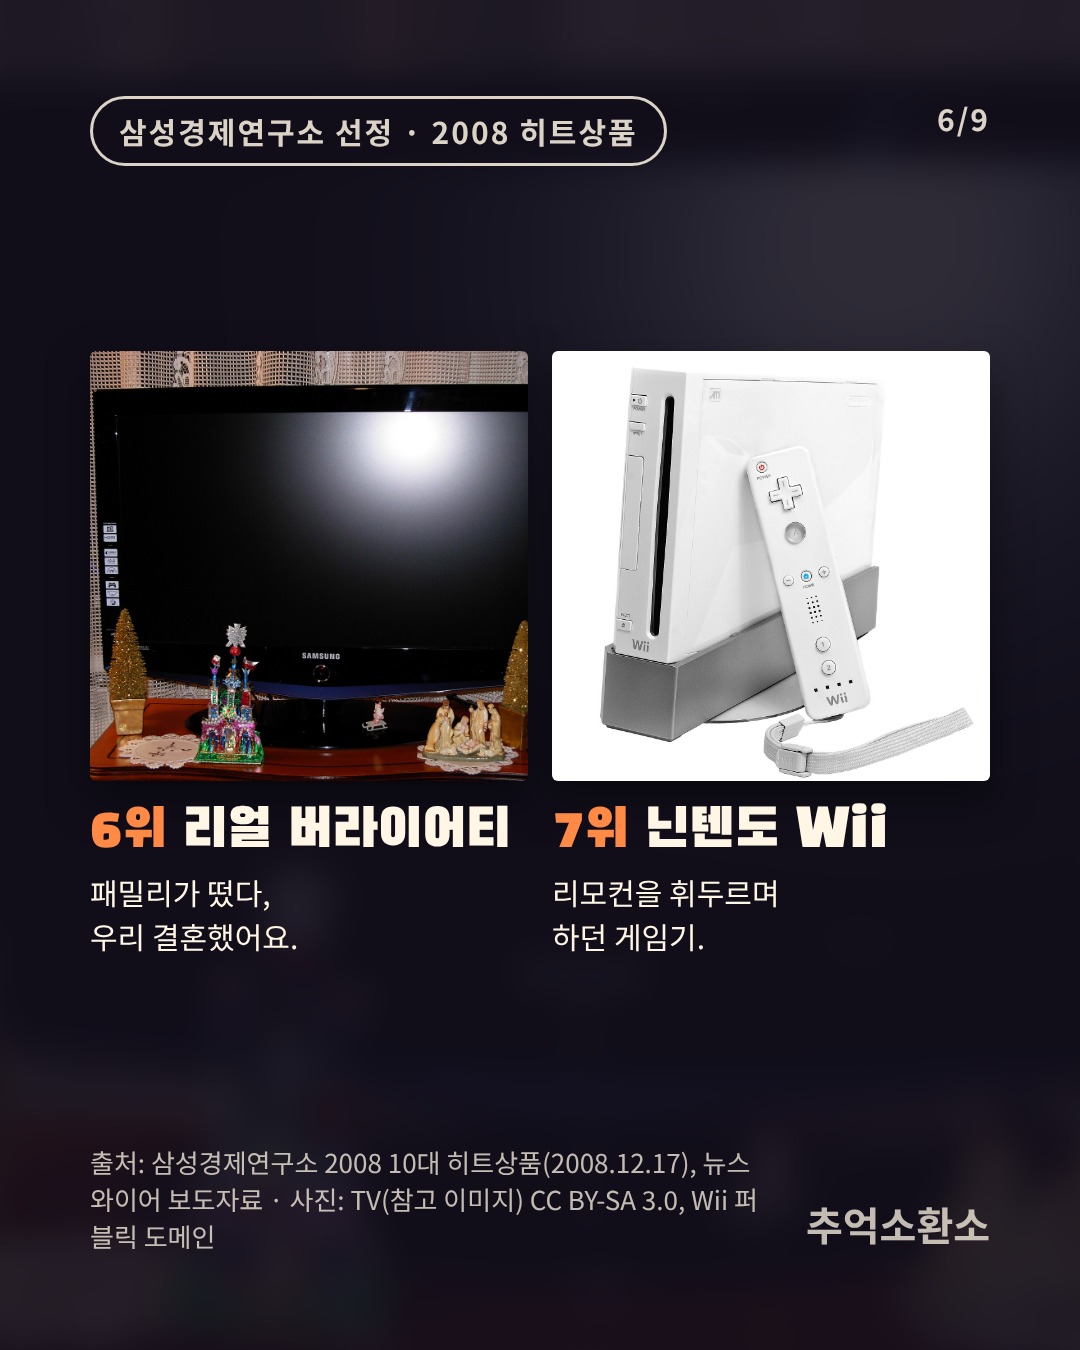 삼성경제연구소 선정 · 2008 히트상품
6/9
SAMSUNG
Wii
POWER
HOME
1
2
Wii
6위 리얼 버라이어티
7위 닌텐도 Wii
패밀리가 떴다,
우리 결혼했어요.
리모컨을 휘두르며
하던 게임기.
출처: 삼성경제연구소 2008 10대 히트상품(2008.12.17), 뉴스
와이어 보도자료 · 사진: TV(참고 이미지) CC BY-SA 3.0, Wii 퍼
블릭 도메인
추억소환소